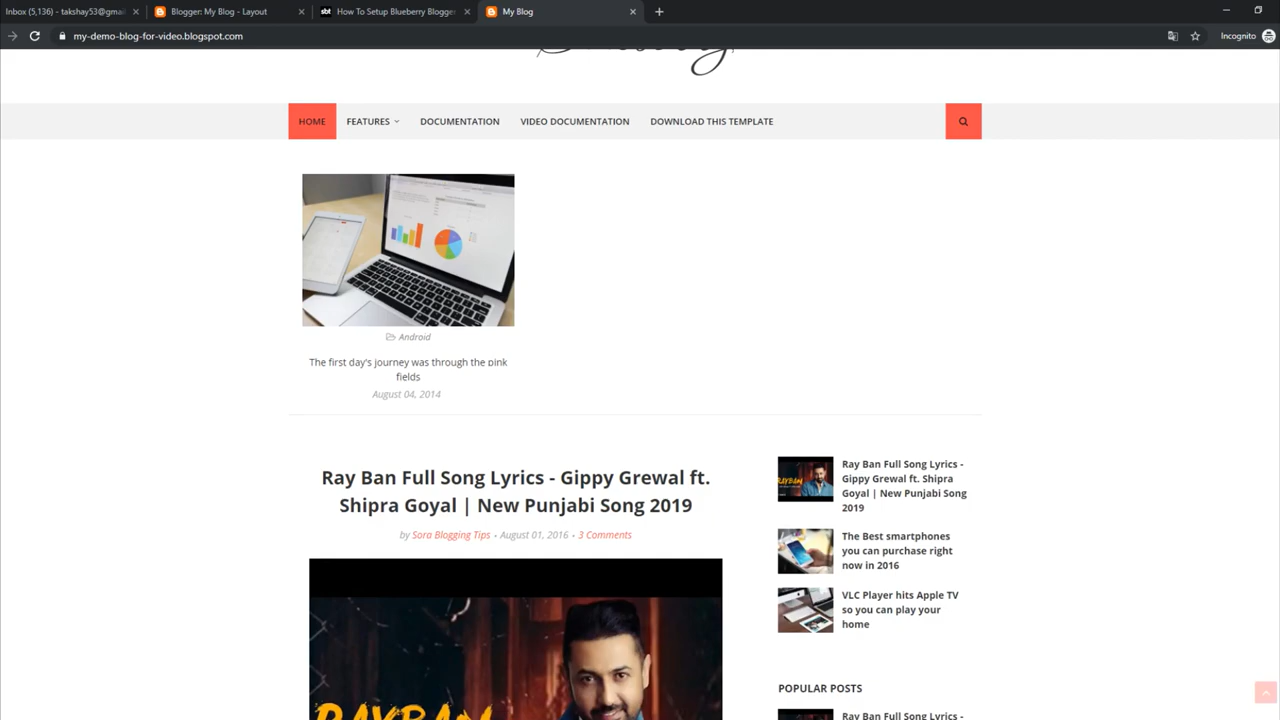 Inbox (5,136) - takshay53@gmail
Blogger: My Blog - Layout
How To Setup Blueberry Blogger
My Blog
my-demo-blog-for-video.blogspot.com
Incognito
HOME
FEATURES
DOCUMENTATION
VIDEO DOCUMENTATION
DOWNLOAD THIS TEMPLATE
Android
The first day's journey was through the pink
fields
August 04, 2014
Ray Ban Full Song Lyrics - Gippy Grewal ft.
Shipra Goyal | New Punjabi Song 2019
by Sora Blogging Tips • August 01, 2016 • 3 Comments
RAYBAN
Ray Ban Full Song Lyrics -
Gippy Grewal ft. Shipra
Goyal | New Punjabi Song
2019
The Best smartphones
you can purchase right
now in 2016
VLC Player hits Apple TV
so you can play your
home
POPULAR POSTS
Ray Ban Full Song Lyrics -